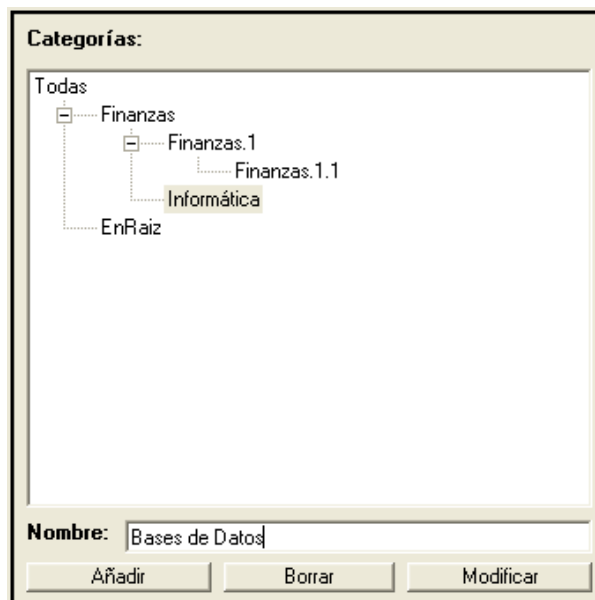 Categorías:
Todas
Finanzas
Finanzas.1
Finanzas.1.1
Informática
EnRaiz
Nombre: Bases de Datos
Añadir Borrar Modificar